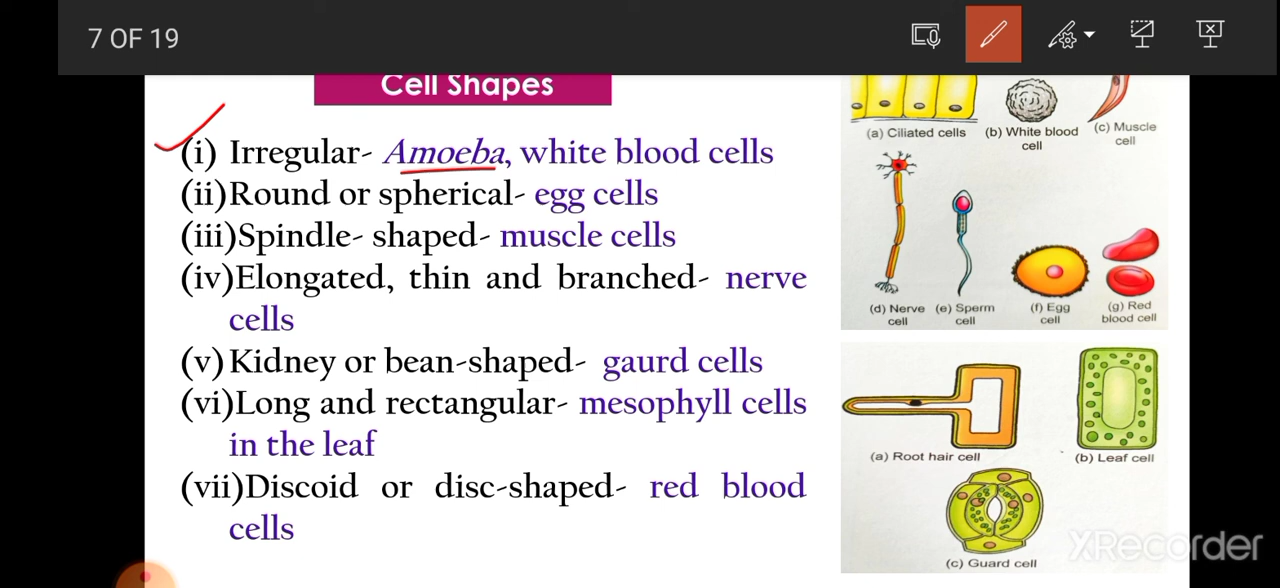 7 OF 19
Cell Shapes
(i) Irregular- Amoeba, white blood cells
(ii)Round or spherical- egg cells
(iii)Spindle- shaped- muscle cells
(iv)Elongated, thin and branched- nerve
cells
(v) Kidney or bean-shaped- gaurd cells
(vi)Long and rectangular- mesophyll cells
in the leaf
(vii)Discoid or disc-shaped- red blood
cells
(a) Ciliated cells
(b) White blood
cell
(c) Muscle
cell
(d) Nerve
cell
(e) Sperm
cell
(f) Egg
cell
(g) Red
blood cell
(a) Root hair cell
(b) Leaf cell
(c) Guard cell
XRecorder